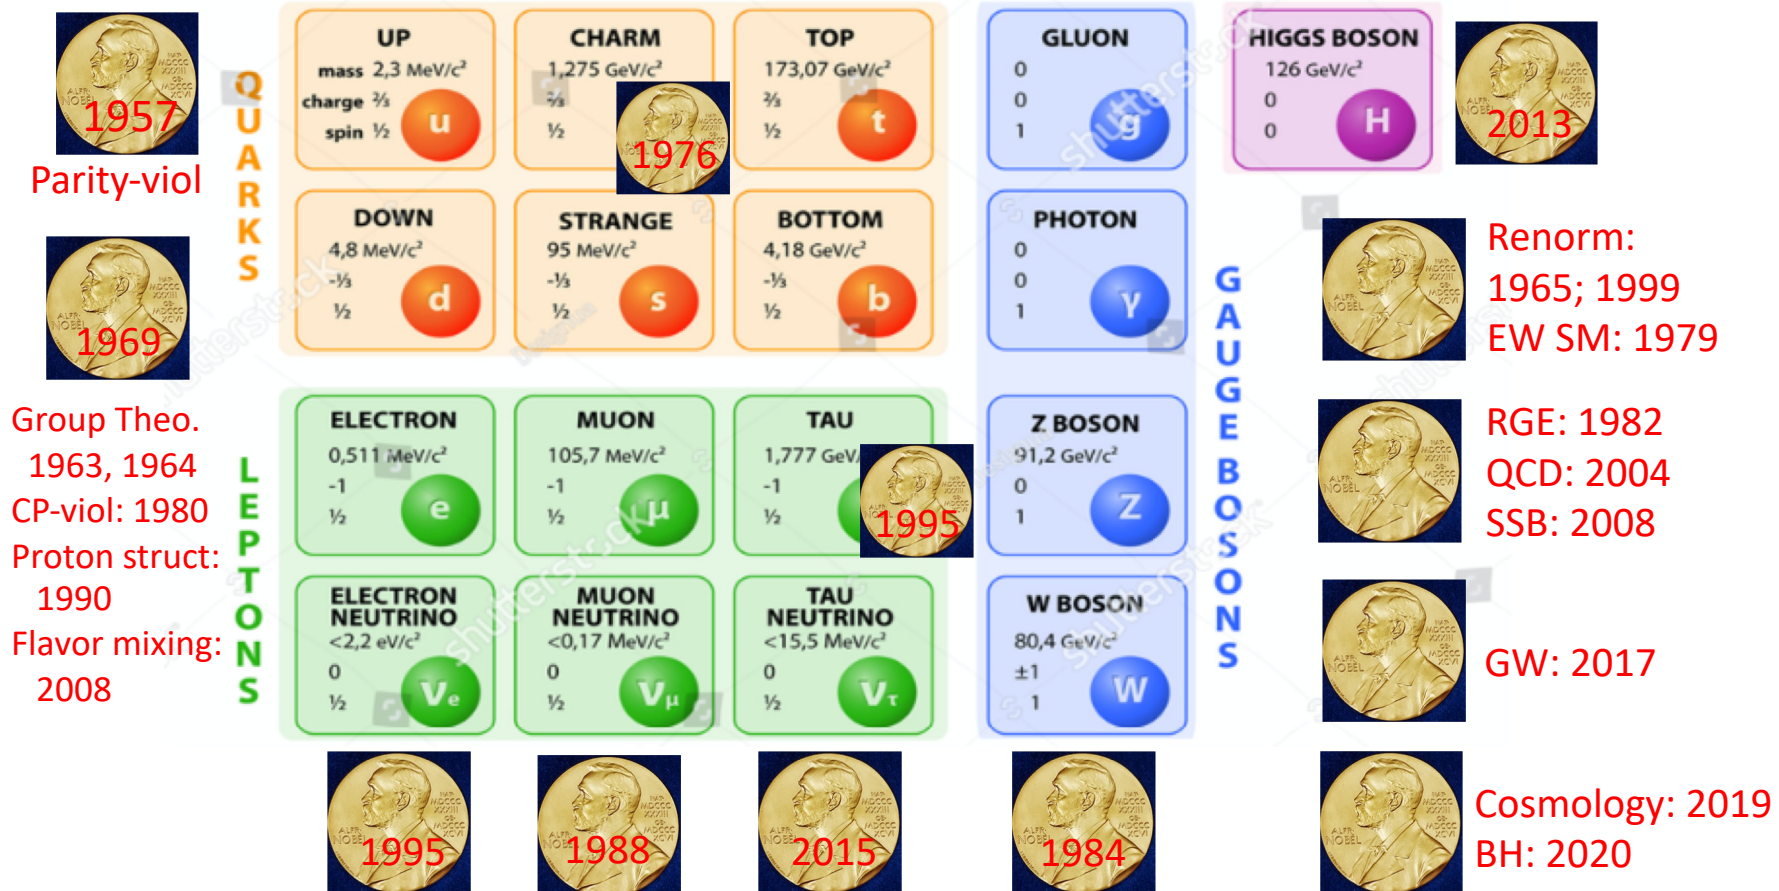 1957
Parity-viol
1969
Group Theo.
1963, 1964
CP-viol: 1980
Proton struct:
1990
Flavor mixing:
2008
QUARKS
UP
mass 2,3 MeV/c²
charge ⅔
spin ½
u
CHARM
1,275 GeV/c²
⅔
½
1976
TOP
173,07 GeV/c²
⅔
½
t
DOWN
4,8 MeV/c²
-⅓
½
d
STRANGE
95 MeV/c²
-⅓
½
s
BOTTOM
4,18 GeV/c²
-⅓
½
b
LEPTONS
ELECTRON
0,511 MeV/c²
-1
½
e
MUON
105,7 MeV/c²
-1
½
μ
TAU
1,777 GeV/
-1
½
1995
ELECTRON
NEUTRINO
<2,2 eV/c²
0
½
νe
MUON
NEUTRINO
<0,17 MeV/c²
0
½
νμ
TAU
NEUTRINO
<15,5 MeV/c²
0
½
ντ
GLUON
0
0
1
g
PHOTON
0
0
1
γ
Z BOSON
91,2 GeV/c²
0
1
Z
W BOSON
80,4 GeV/c²
±1
1
W
GAUGE BOSONS
HIGGS BOSON
126 GeV/c²
0
0
H
2013
Renorm:
1965; 1999
EW SM: 1979
RGE: 1982
QCD: 2004
SSB: 2008
GW: 2017
Cosmology: 2019
BH: 2020
1995
1988
2015
1984
shutterstock